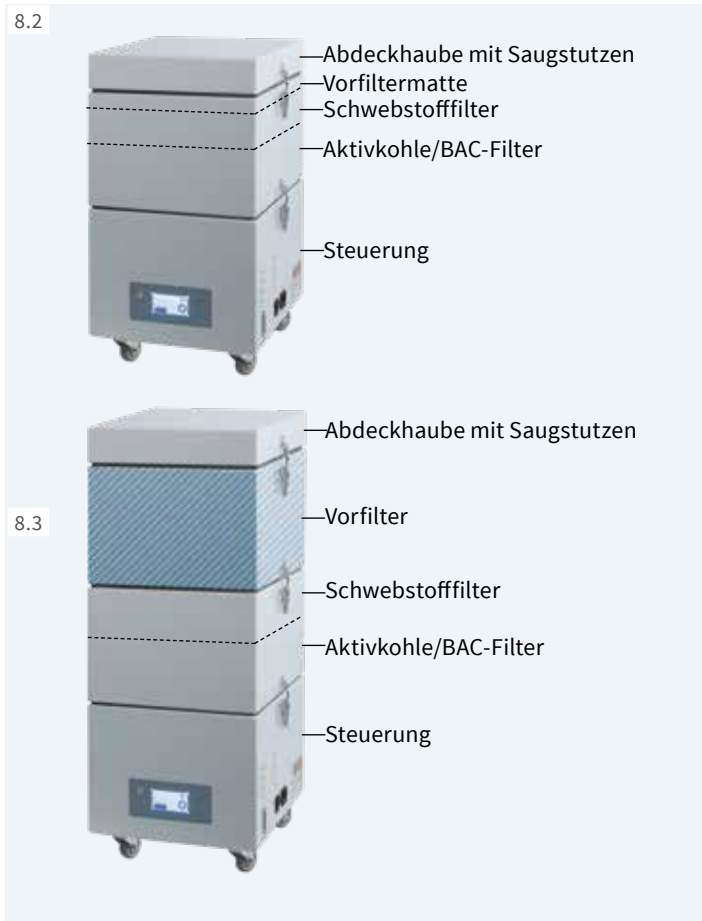 8.2
Abdeckhaube mit Saugstutzen
Vorfiltermatte
Schwebstofffilter
Aktivkohle/BAC-Filter
Steuerung
Abdeckhaube mit Saugstutzen
8.3
Vorfilter
Schwebstofffilter
Aktivkohle/BAC-Filter
Steuerung